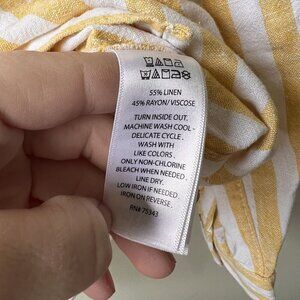 55% LINEN
45% RAYON/ VISCOSE
TURN INSIDE OUT.
MACHINE WASH COOL -
DELICATE CYCLE.
WASH WITH
LIKE COLORS.
ONLY NON-CHLORINE
BLEACH WHEN NEEDED.
LINE DRY.
LOW IRON IF NEEDED.
IRON ON REVERSE.
RN# 75343